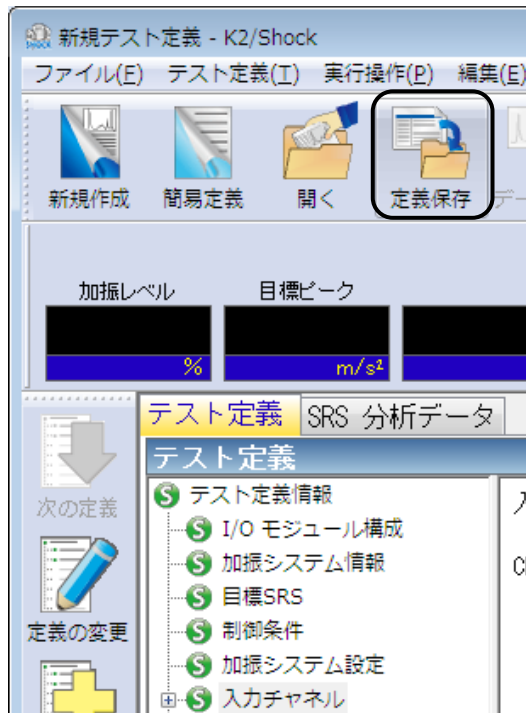 新規テスト定義 - K2/Shock
ファイル(F) テスト定義(T) 実行操作(P) 編集(E)
新規作成 簡易定義 開く 定義保存 デー
加振レベル 目標ピーク
% m/s²
テスト定義 SRS 分析データ
テスト定義
次の定義
定義の変更
テスト定義情報
I/O モジュール構成
加振システム情報
目標SRS
制御条件
加振システム設定
入力チャネル